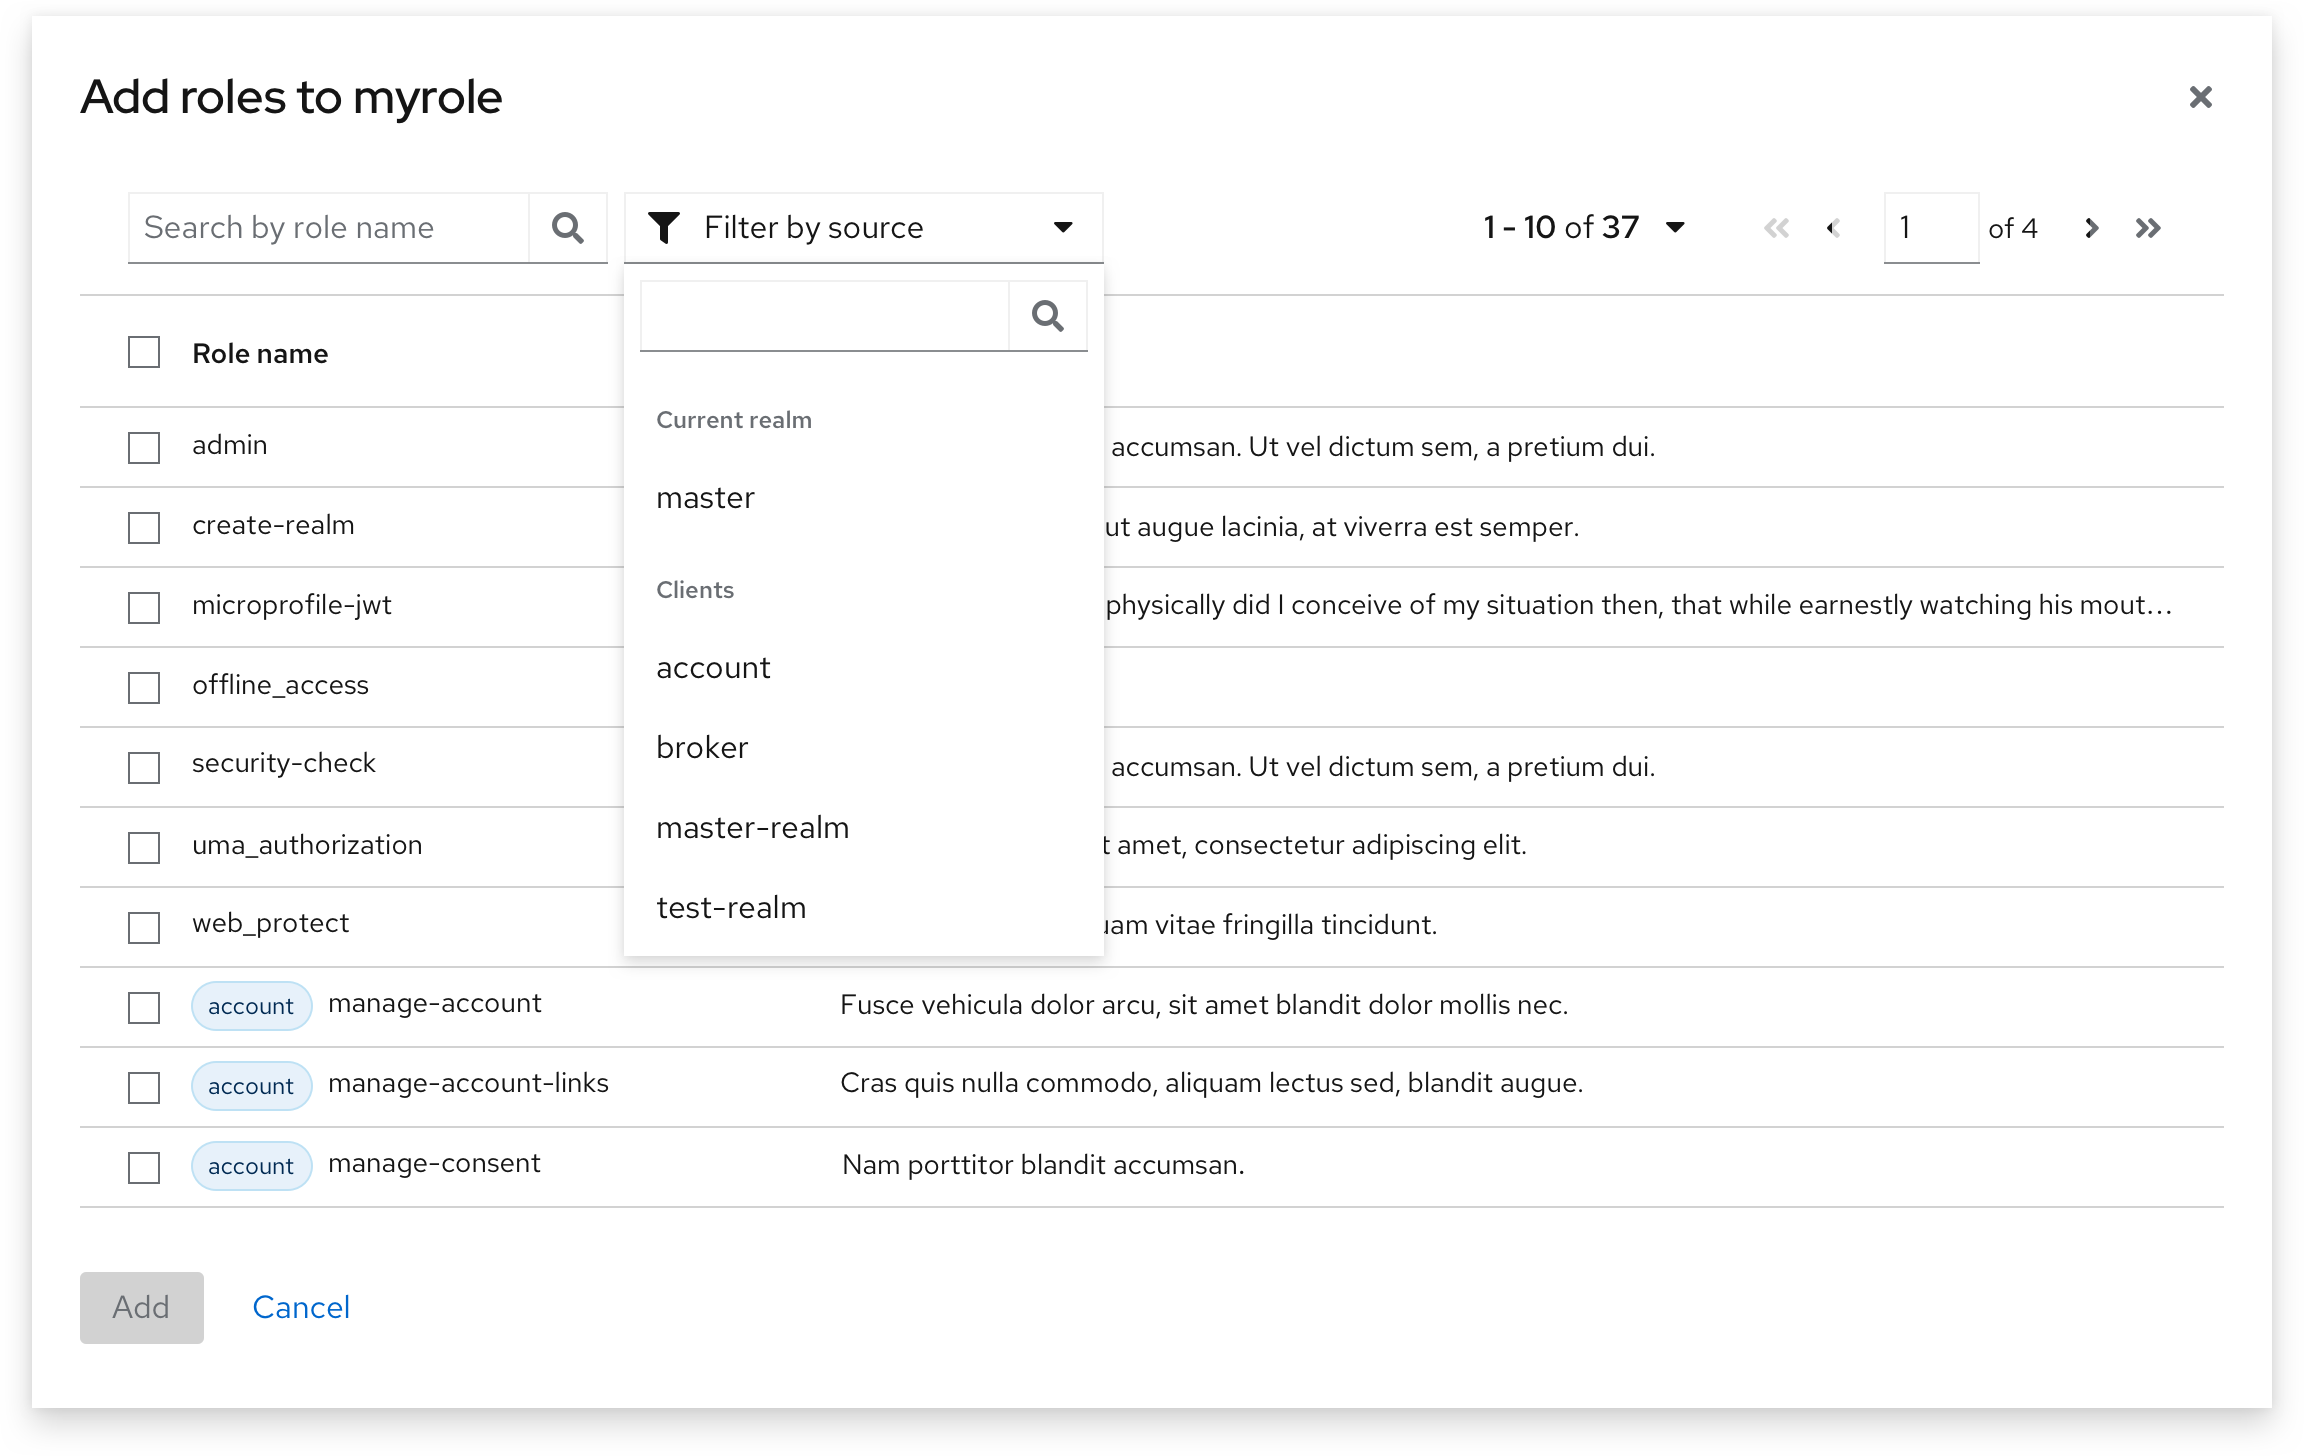 Add roles to myrole
Search by role name
Filter by source
1 - 10 of 37
1
of 4
Role name
Current realm
master
Clients
account
broker
master-realm
test-realm
admin
accumsan. Ut vel dictum sem, a pretium dui.
create-realm
ut augue lacinia, at viverra est semper.
microprofile-jwt
physically did I conceive of my situation then, that while earnestly watching his mout...
offline_access
security-check
accumsan. Ut vel dictum sem, a pretium dui.
uma_authorization
amet, consectetur adipiscing elit.
web_protect
vitae fringilla tincidunt.
account manage-account
Fusce vehicula dolor arcu, sit amet blandit dolor mollis nec.
account manage-account-links
Cras quis nulla commodo, aliquam lectus sed, blandit augue.
account manage-consent
Nam porttitor blandit accumsan.
Add
Cancel